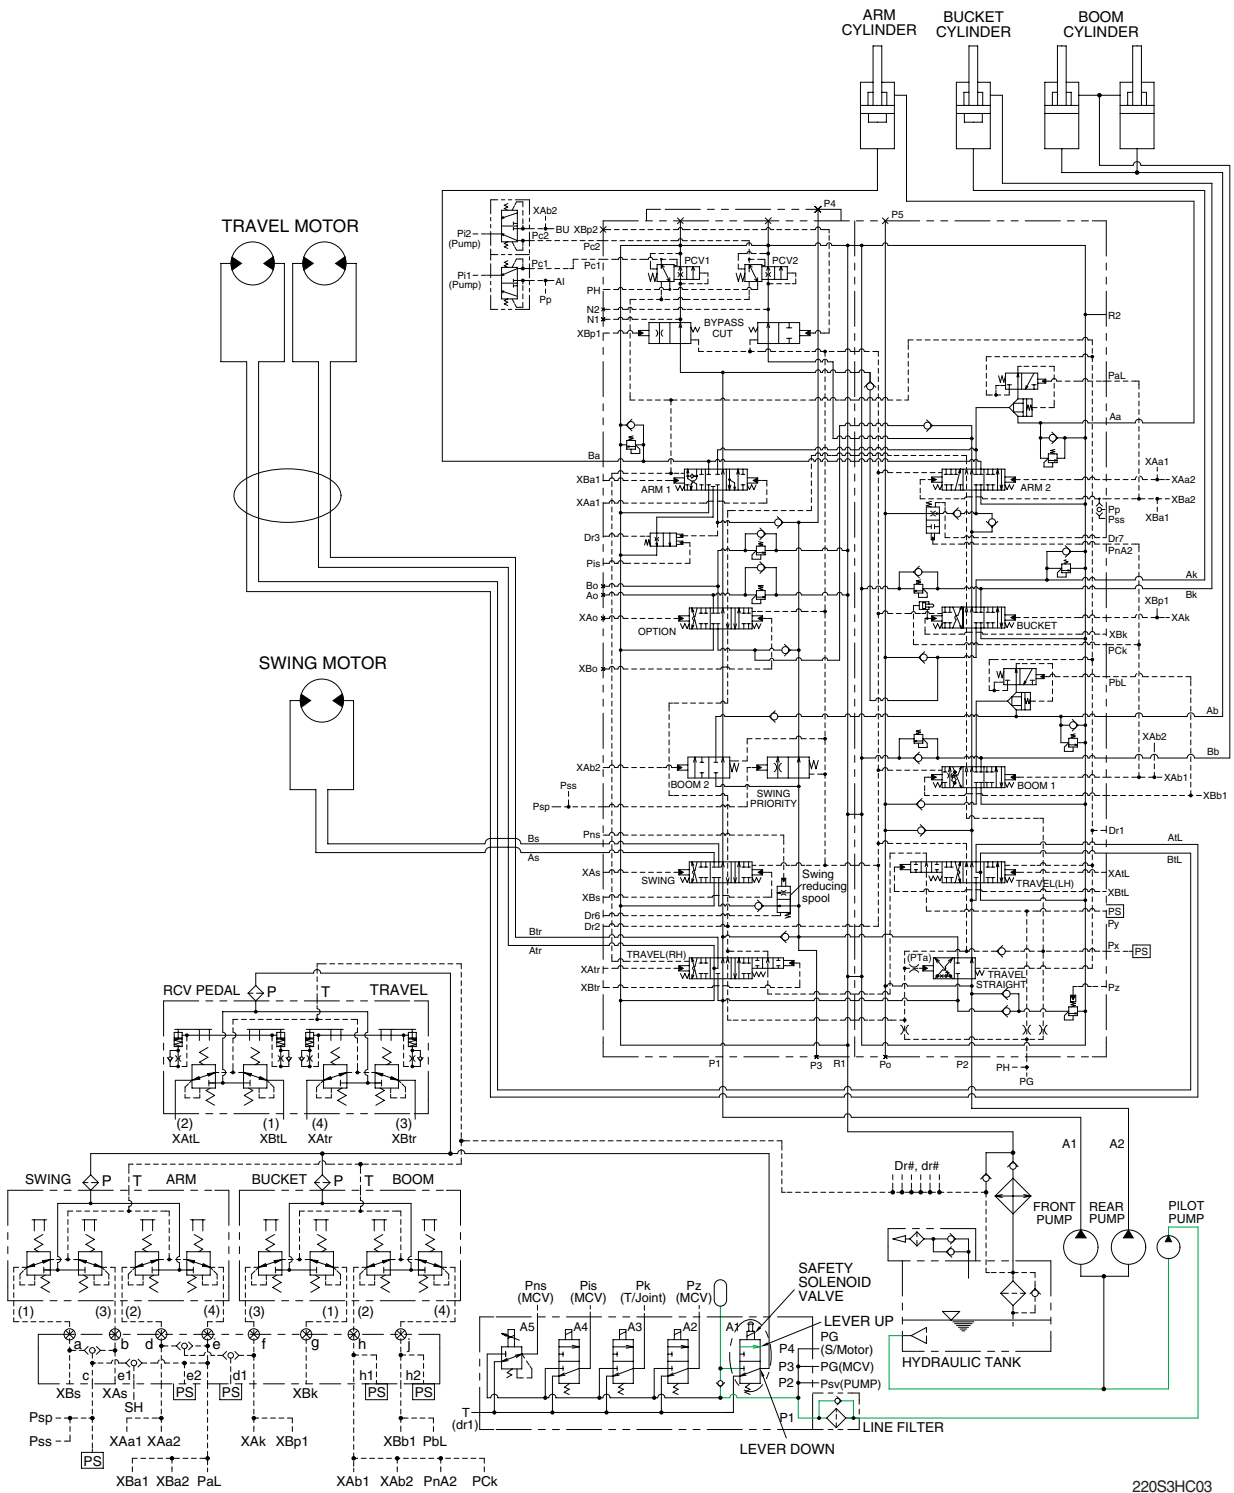 ARM
CYLINDER
BUCKET
CYLINDER
BOOM
CYLINDER
TRAVEL MOTOR
XAb2
BU
XBp2
Pi2
(Pump)
Pc2
Pc2
P4
P5
Pc1
Pi1
(Pump)
AI
Pp
Pc1
PCV1
PCV2
PH
N2
N1
XBp1
BYPASS
CUT
R2
PaL
Aa
Ba
XBa1
ARM 1
XAa1
ARM 2
XAa1
XAa2
XBa2
XBa1
Pp
Pss
Dr3
Pis
Dr7
PnA2
Bo
Ao
XAo
OPTION
XBo
Ak
Bk
XBp1
XAk
BUCKET
XBk
PCk
PbL
SWING MOTOR
Ab
XAb2
Bb
XAb2
BOOM 2
SWING
PRIORITY
BOOM 1
XAb1
XBb1
Pss
Psp
Pns
Bs
As
XAs
SWING
XBs
Swing
reducing
spool
Dr6
Dr2
Dr1
AtL
BtL
XAtL
TRAVEL(LH)
XBtL
PS
Py
Btr
Atr
TRAVEL(RH)
XAtr
XBtr
Px
PS
(PTa)
TRAVEL
STRAIGHT
Pz
P1
P3
R1
Po
P2
PH
PG
RCV PEDAL
P
T
TRAVEL
(2)
XAtL
(1)
XBtL
(4)
XAtr
(3)
XBtr
SWING
P
T
ARM
BUCKET
P
T
BOOM
(1)
(3)
(2)
(4)
(3)
(1)
(2)
(4)
a
b
d
e
f
g
h
j
c
e1
e2
d1
h1
h2
XBs
XAs
SH
PS
PS
XBk
PS
PS
Psp
Pss
PS
XAa1
XAa2
XAk
XBp1
XBb1
PbL
XBa1
XBa2
PaL
XAb1
XAb2
PnA2
PCk
A1
A2
Dr#, dr#
FRONT
PUMP
REAR
PUMP
PILOT
PUMP
HYDRAULIC TANK
SAFETY
SOLENOID
VALVE
LEVER UP
Pns
(MCV)
Pis
(MCV)
Pk
(T/Joint)
Pz
(MCV)
A5
A4
A3
A2
A1
P4
PG
(S/Motor)
P3
PG(MCV)
P2
Psv(PUMP)
P1
T
(dr1)
LINE FILTER
LEVER DOWN
220S3HC03